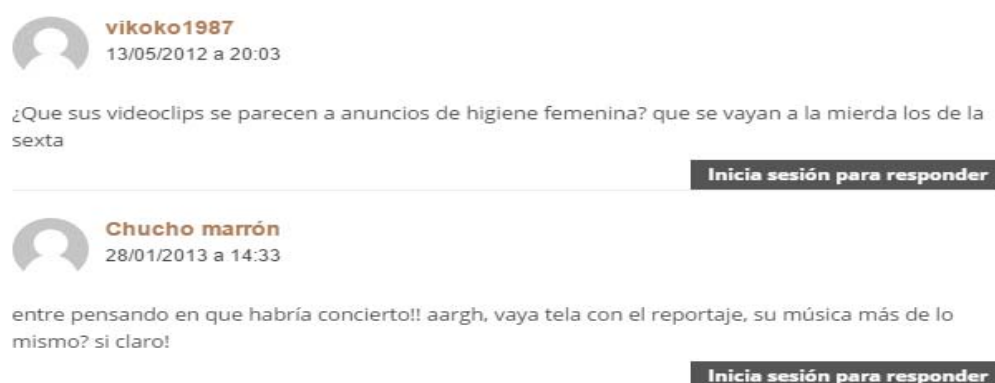 vikoko1987
13/05/2012 a 20:03
¿Que sus videoclips se parecen a anuncios de higiene femenina? que se vayan a la mierda los de la
sexta
Inicia sesión para responder
Chucho marrón
28/01/2013 a 14:33
entre pensando en que habría concierto!! aargh, vaya tela con el reportaje, su música más de lo
mismo? si claro!
Inicia sesión para responder